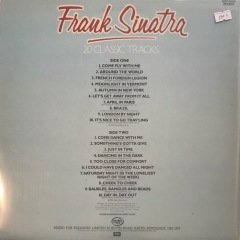 Frank Sinatra
20 CLASSIC TRACKS
SIDE ONE
1. COME FLY WITH ME
2. AROUND THE WORLD
3. FRENCH FOREIGN LEGION
4. MOONLIGHT IN VERMONT
5. AUTUMN IN NEW YORK
6. LET'S GET AWAY FROM IT ALL
7. APRIL IN PARIS
8. BRAZIL
9. LONDON BY NIGHT
10. IT'S NICE TO GO TRAV'LING
SIDE TWO
1. COME DANCE WITH ME
2. SOMETHING'S GOTTA GIVE
3. JUST IN TIME
4. DANCING IN THE DARK
5. TOO CLOSE FOR COMFORT
6. I COULD HAVE DANCED ALL NIGHT
7. SATURDAY NIGHT IS THE LONELIEST
NIGHT OF THE WEEK
8. CHEEK TO CHEEK
9. BAUBLES, BANGLES AND BEADS
10. DAY IN, DAY OUT
MUSIC FOR PLEASURE LIMITED
EMI